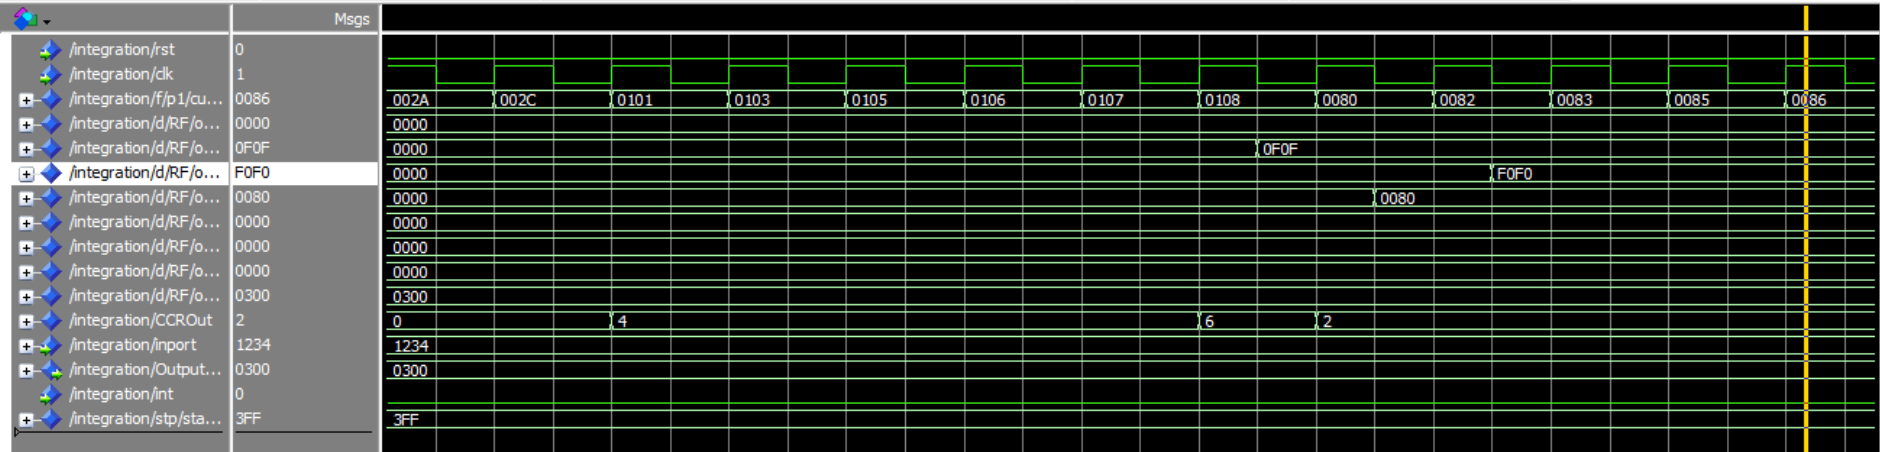 Msgs
/integration/rst 0
/integration/clk 1
/integration/f/p1/cu... 0086 002A 002C 0101 0103 0105 0106 0107 0108 0080 0082 0083 0085 0086
/integration/d/RF/o... 0000 0000
/integration/d/RF/o... 0F0F 0000 0F0F
/integration/d/RF/o... F0F0 0000 F0F0
/integration/d/RF/o... 0080 0000 0080
/integration/d/RF/o... 0000 0000
/integration/d/RF/o... 0000 0000
/integration/d/RF/o... 0000 0000
/integration/d/RF/o... 0300 0300
/integration/CCROut 2 0 4 6 2
/integration/inport 1234 1234
/integration/Output... 0300 0300
/integration/int 0
/integration/stp/sta... 3FF 3FF